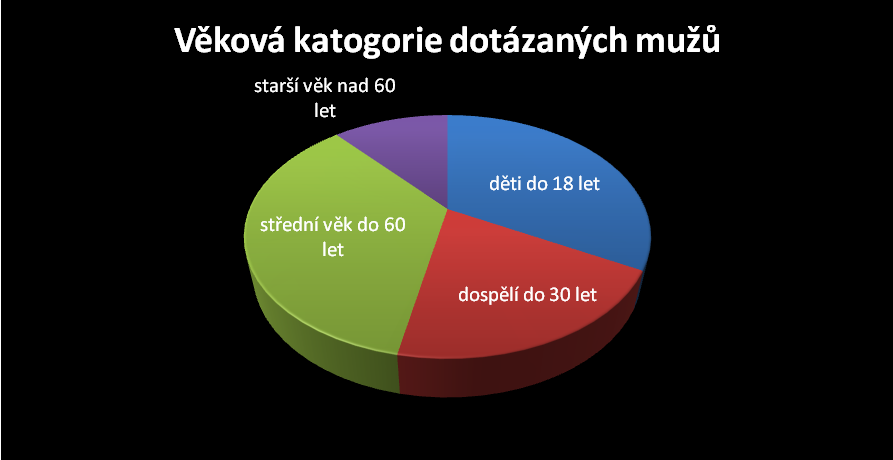 Věková katogorie dotázaných mužů
starší věk nad 60
let
děti do 18 let
střední věk do 60
let
dospělí do 30 let